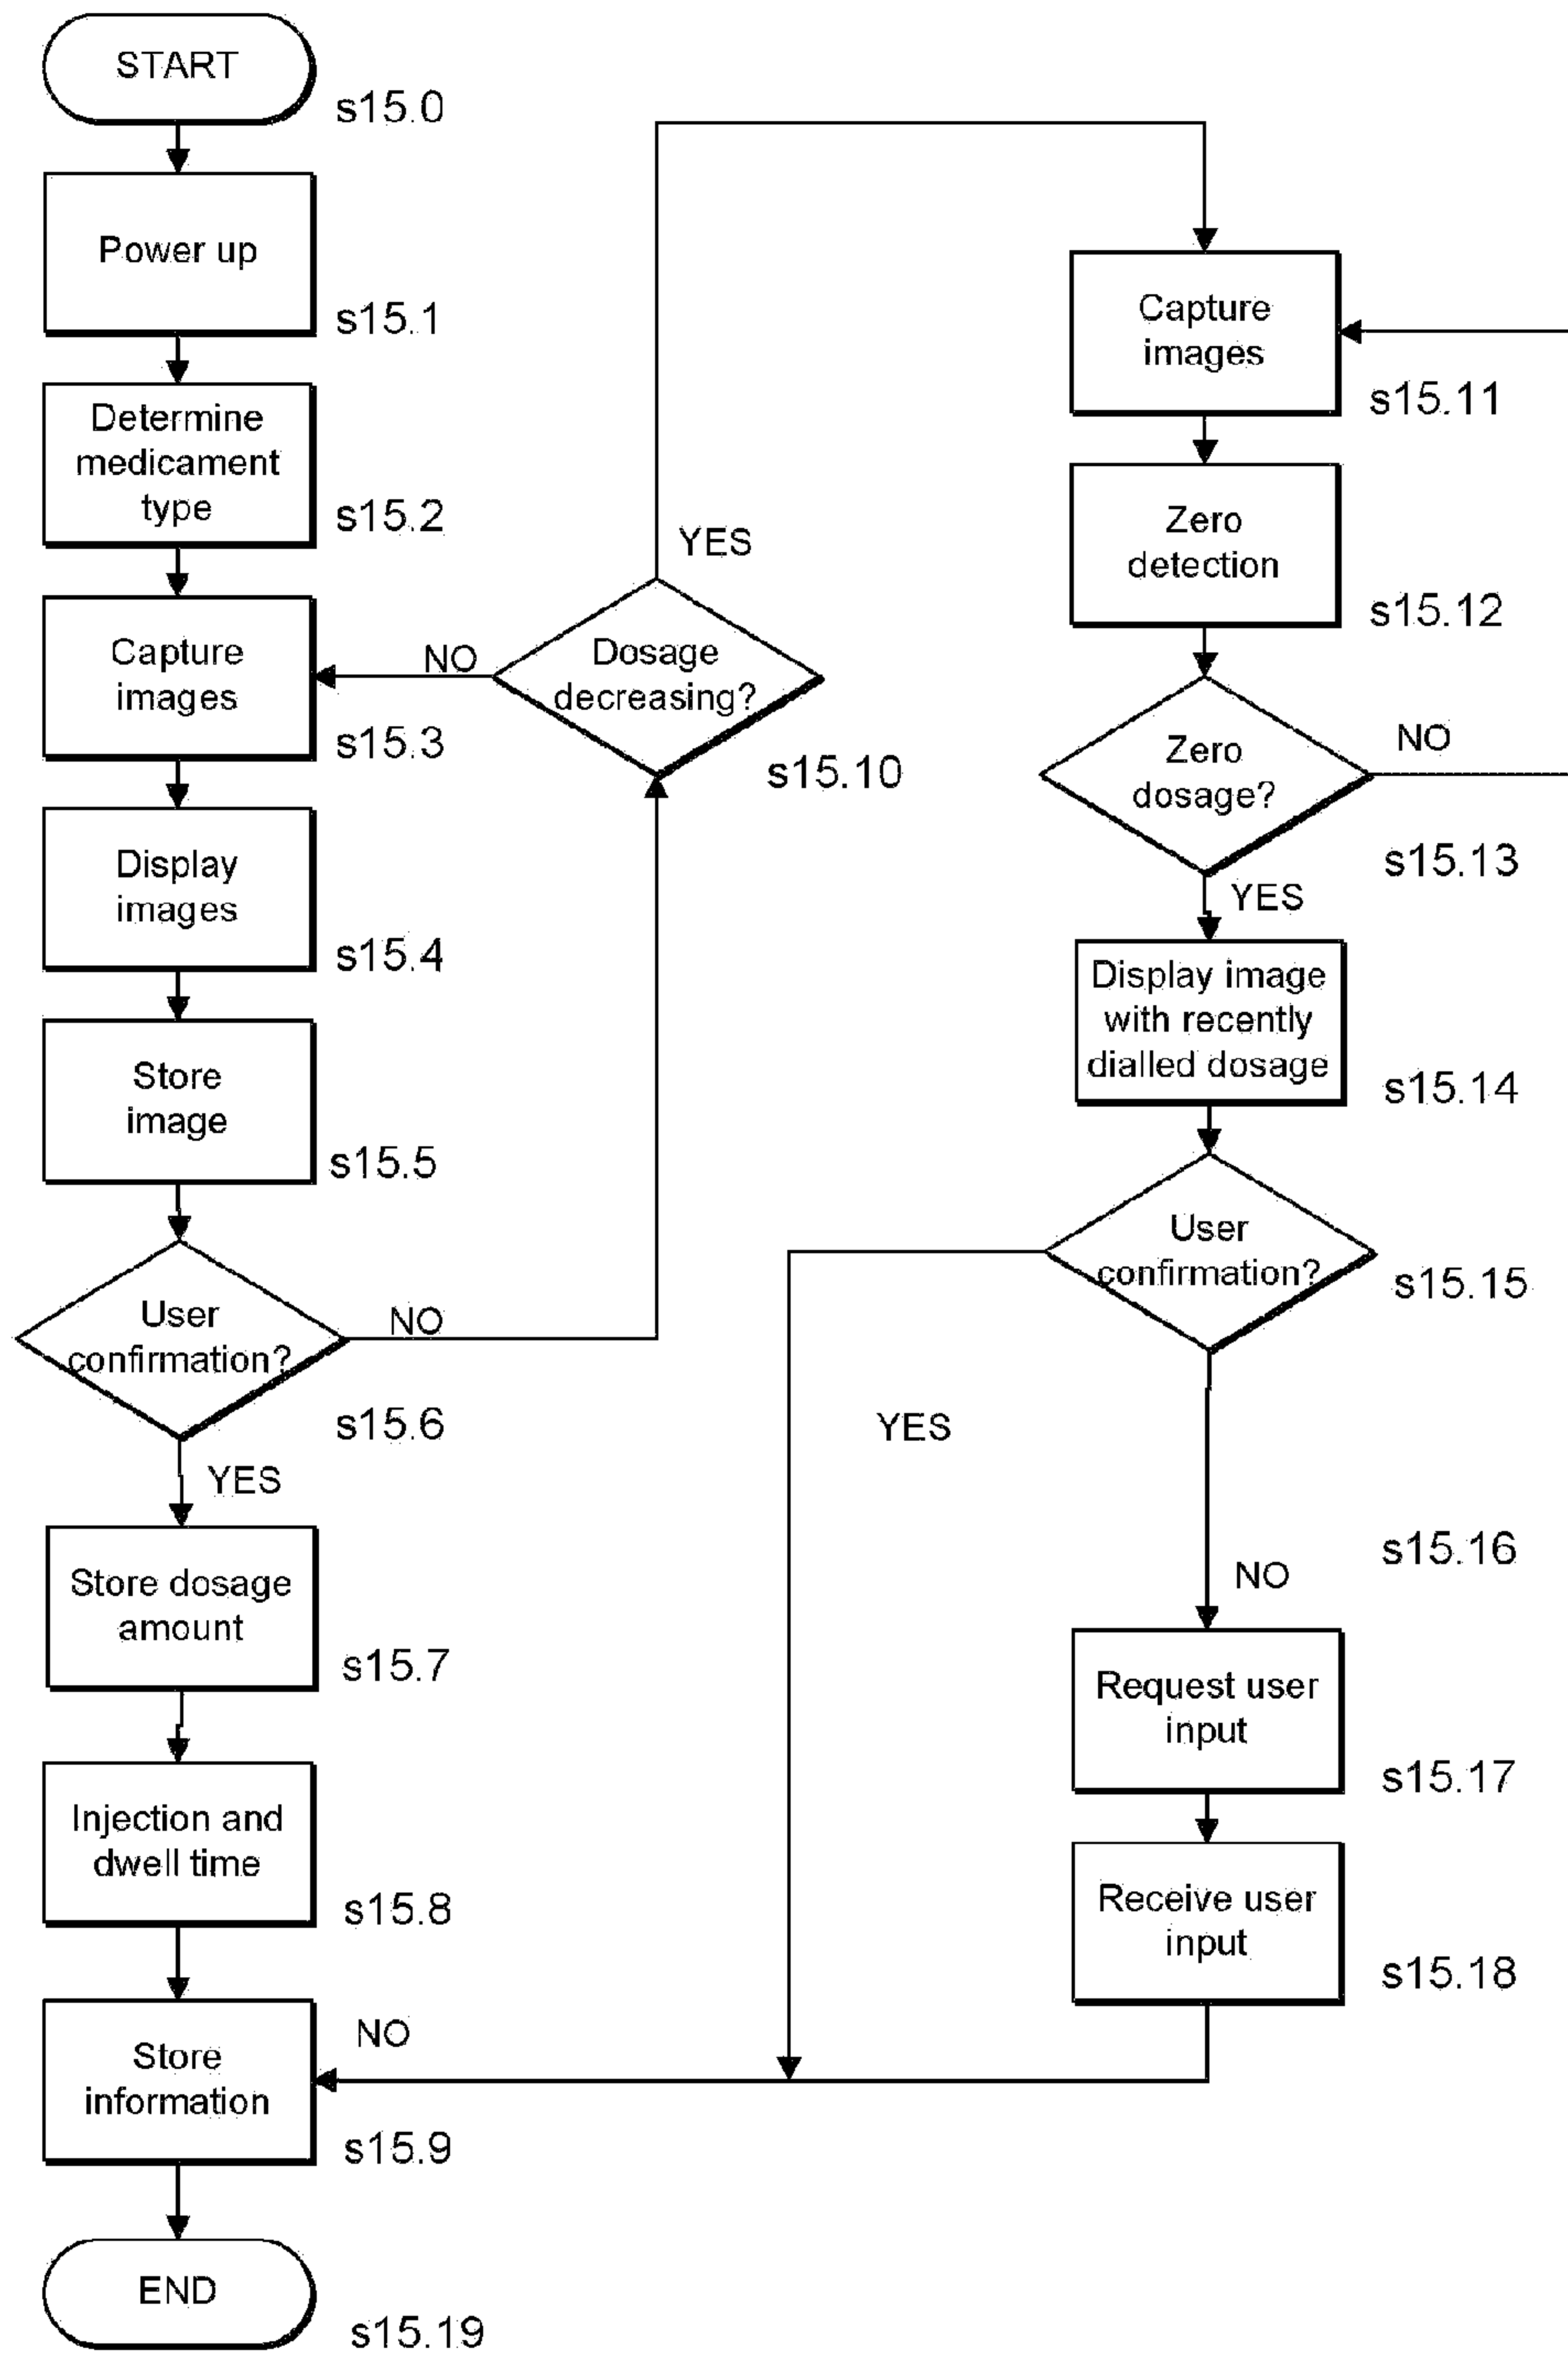 START
s15.0
Power up
s15.1
Determine
medicament
type
s15.2
Capture
images
s15.3
Display
images
s15.4
Store
image
s15.5
User
confirmation?
NO
s15.6
YES
Store dosage
amount
s15.7
Injection and
dwell time
s15.8
Store
information
NO
s15.9
END
s15.19
YES
NO
Dosage
decreasing?
s15.10
Capture
images
s15.11
Zero
detection
s15.12
Zero
dosage?
NO
s15.13
YES
Display image
with recently
dialled dosage
s15.14
User
confirmation?
s15.15
YES
s15.16
NO
Request user
input
s15.17
Receive user
input
s15.18